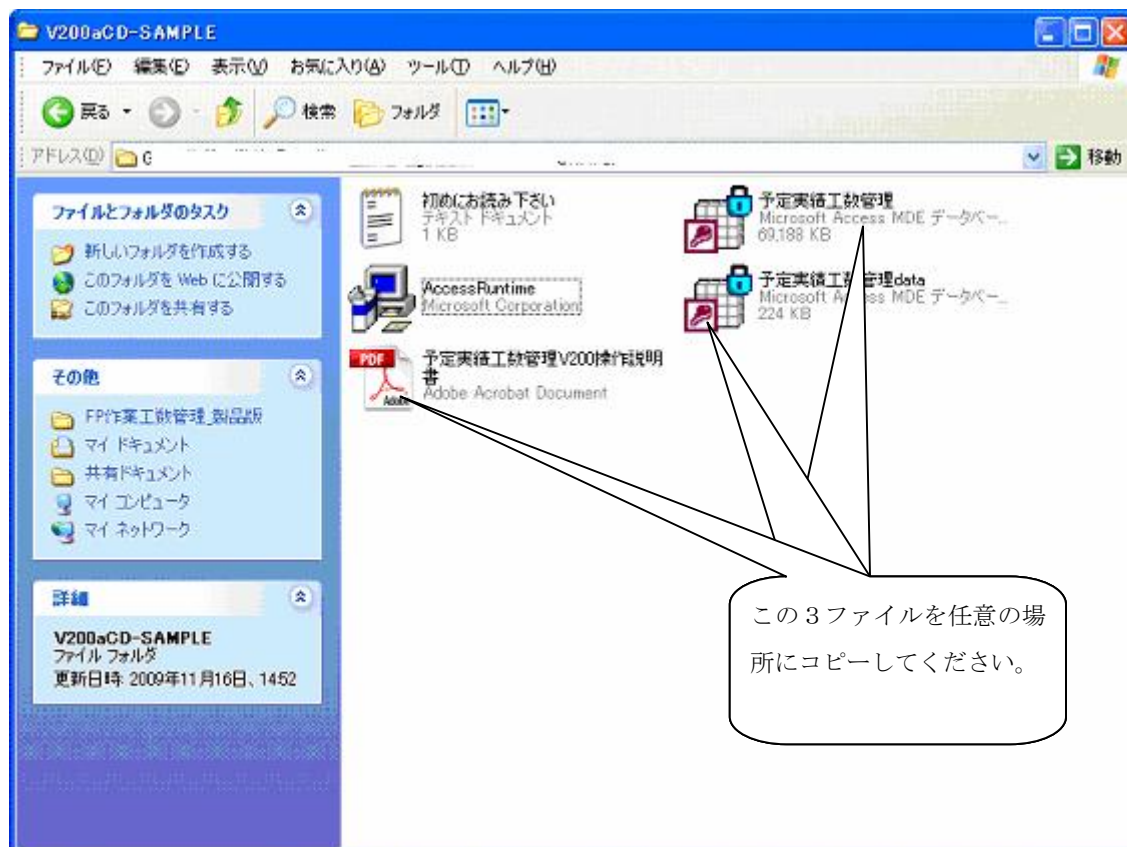 V200aCD-SAMPLE
ファイル(F) 編集(E) 表示(V) お気に入り(A) ツール(T) ヘルプ(H)
戻る 検索 フォルダ
アドレス(D) 移動
ファイルとフォルダのタスク
新しいフォルダを作成する
このフォルダを Web に公開する
このフォルダを共有する
その他
FP作業工数管理_製品版
マイ ドキュメント
共有ドキュメント
マイ コンピュータ
マイ ネットワーク
詳細
V200aCD-SAMPLE
ファイル フォルダ
更新日時: 2009年11月16日、14:52
初めにお読み下さい
テキスト ドキュメント
1 KB
予定実績工数管理
Microsoft Access MDE データベー...
69,188 KB
AccessRuntime
Microsoft Corporation
予定実績工数管理data
Microsoft Access MDE データベー...
224 KB
PDF
Adobe
予定実績工数管理V200操作説明
書
Adobe Acrobat Document
この3ファイルを任意の場
所にコピーしてください。